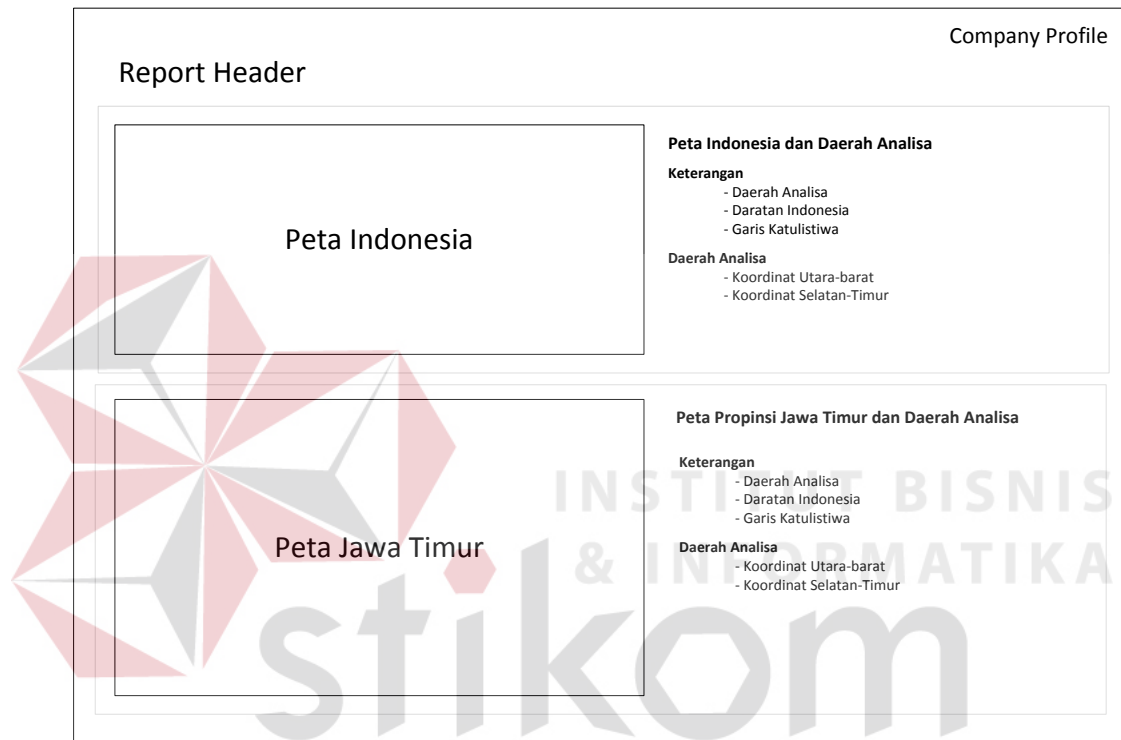 Company Profile
Report Header
Peta Indonesia
Peta Indonesia dan Daerah Analisa
Keterangan
- Daerah Analisa
- Daratan Indonesia
- Garis Katulistiwa
Daerah Analisa
- Koordinat Utara-barat
- Koordinat Selatan-Timur
Peta Jawa Timur
Peta Propinsi Jawa Timur dan Daerah Analisa
Keterangan
- Daerah Analisa
- Daratan Indonesia
- Garis Katulistiwa
Daerah Analisa
- Koordinat Utara-barat
- Koordinat Selatan-Timur
INSTITUT BISNIS
& INFORMATIKA
stikom